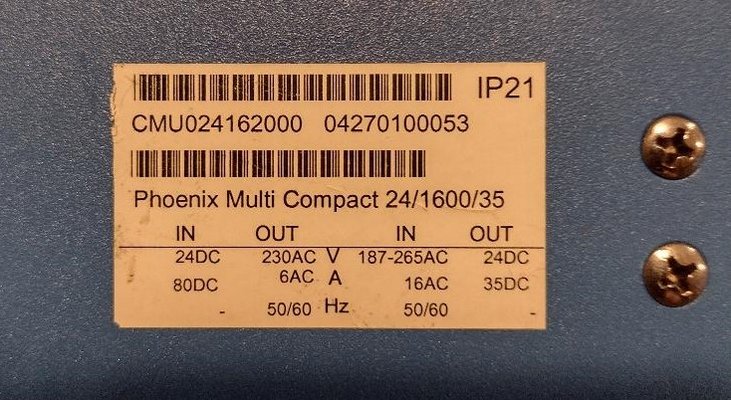 IP21
CMU024162000 04270100053
Phoenix Multi Compact 24/1600/35
IN OUT IN OUT
24DC 230AC V 187-265AC 24DC
80DC 6AC A 16AC 35DC
- 50/60 Hz 50/60 -